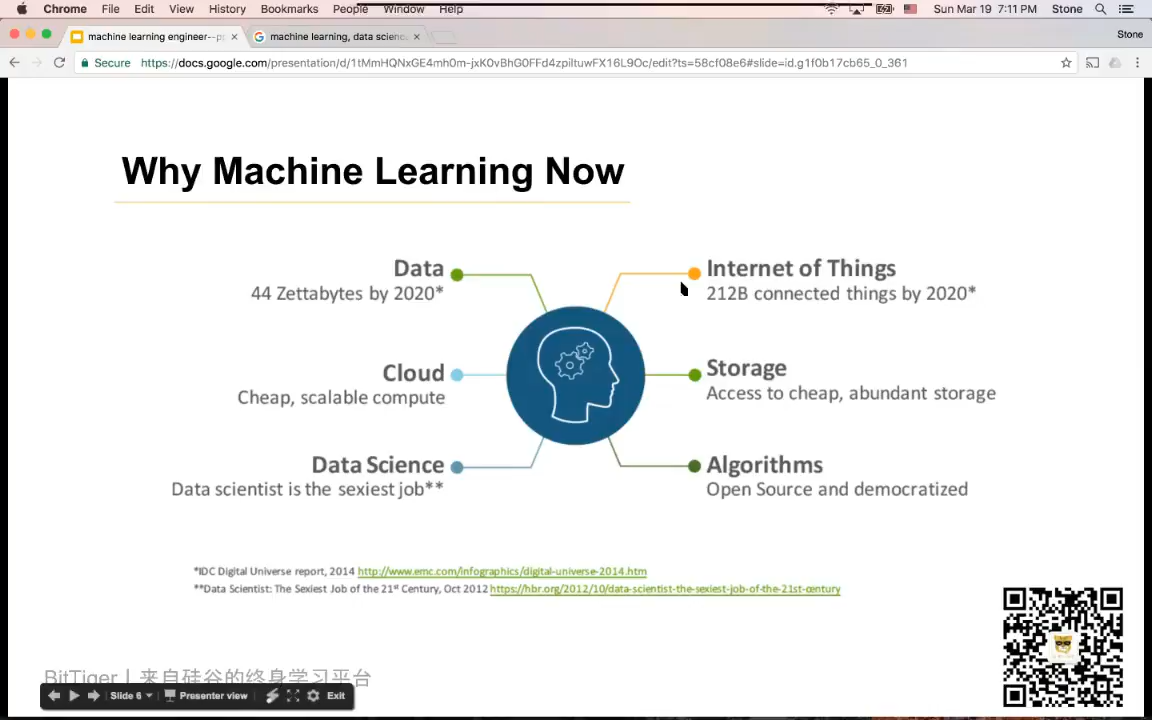 Chrome File Edit View History Bookmarks People Window Help Sun Mar 19 7:11 PM Stone
machine learning engineer--p
machine learning, data scienc
Stone
Secure https://docs.google.com/presentation/d/1tMmHQNxGE4mh0m-jxK0vBhG0FFd4zpiltuwFX16L9Oc/edit?ts=58cf08e6#slide=id.g1f0b17cb65_0_361
Why Machine Learning Now
Data
44 Zettabytes by 2020*
Internet of Things
212B connected things by 2020*
Cloud
Cheap, scalable compute
Storage
Access to cheap, abundant storage
Data Science
Data scientist is the sexiest job**
Algorithms
Open Source and democratized
*IDC Digital Universe report, 2014 http://www.emc.com/infographics/digital-universe-2014.htm
**Data Scientist: The Sexiest Job of the 21st Century, Oct 2012 https://hbr.org/2012/10/data-scientist-the-sexiest-job-of-the-21st-century
BitTiger | 来自硅谷的终身学习平台
Slide 6 Presenter view Exit